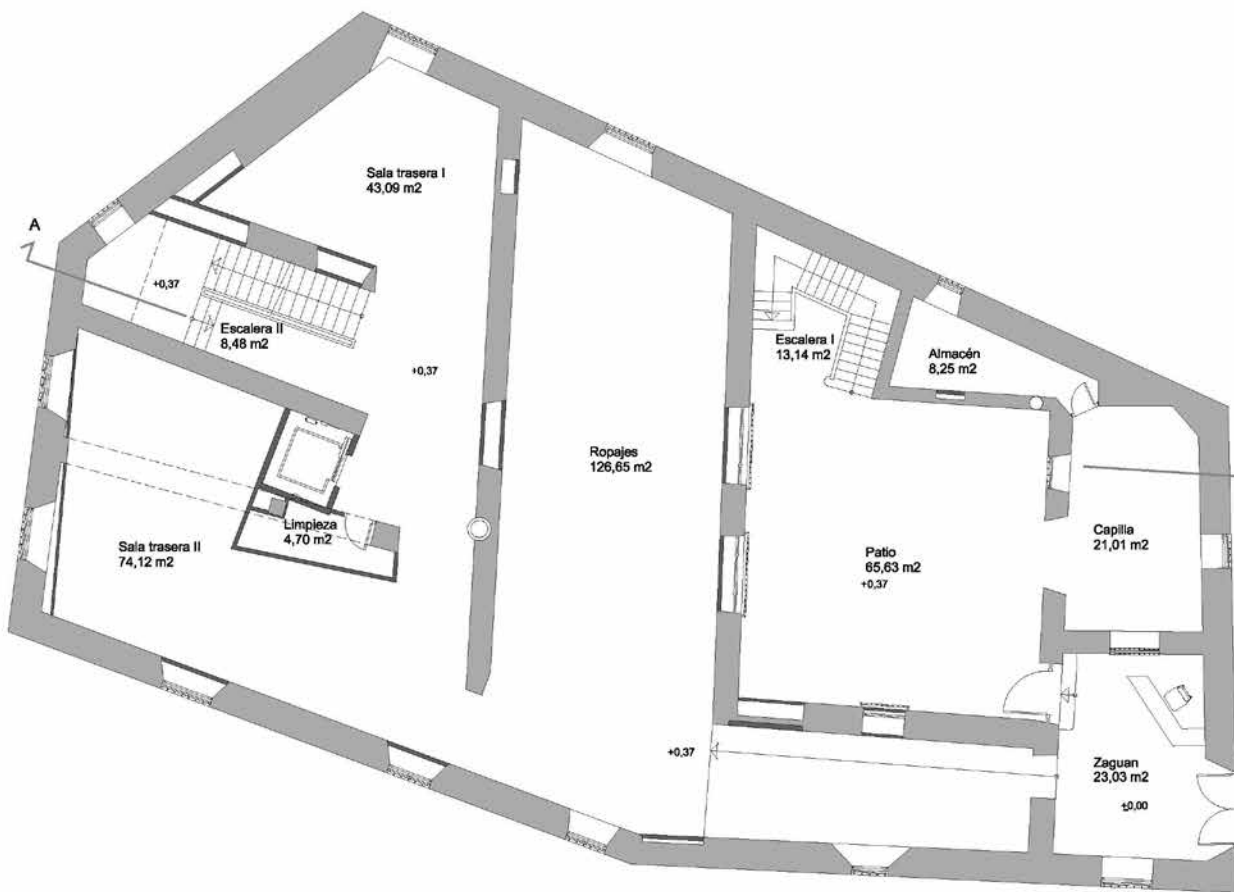 Sala trasera I
43,09 m2
A
+0,37
Escalera II
8,48 m2
+0,37
Escalera I
13,14 m2
Almacén
8,25 m2
Ropajes
126,65 m2
Limpieza
4,70 m2
Sala trasera II
74,12 m2
Patio
65,63 m2
+0,37
Capilla
21,01 m2
+0,37
Zaguan
23,03 m2
±0,00